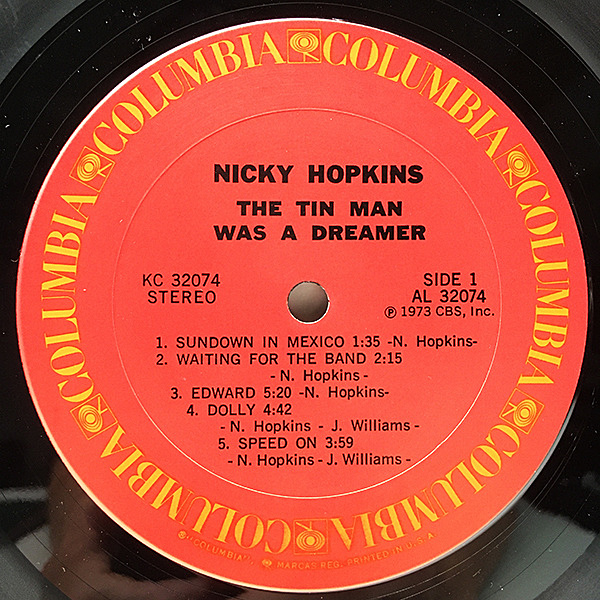 COLUMBIA COLUMBIA COLUMBIA COLUMBIA COLUMBIA COLUMBIA
NICKY HOPKINS
THE TIN MAN
WAS A DREAMER
KC 32074
STEREO
SIDE 1
AL 32074
℗ 1973 CBS, Inc.
1. SUNDOWN IN MEXICO 1:35 -N. Hopkins-
2. WAITING FOR THE BAND 2:15
- N. Hopkins -
3. EDWARD 5:20 -N. Hopkins-
4. DOLLY 4:42
- N. Hopkins - J. Williams -
5. SPEED ON 3:59
- N. Hopkins - J. Williams -
"COLUMBIA" MARCAS REG. PRINTED IN U.S.A.